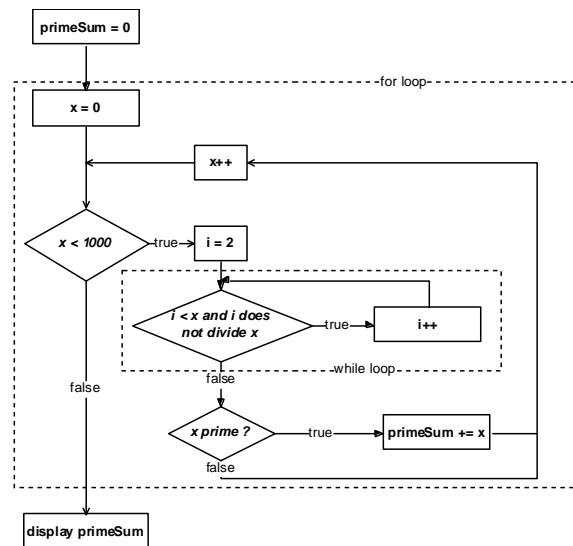 primeSum = 0
for loop
x = 0
x++
x < 1000
true
i = 2
i < x and i does
not divide x
true
i++
while loop
false
false
x prime ?
true
primeSum += x
false
display primeSum